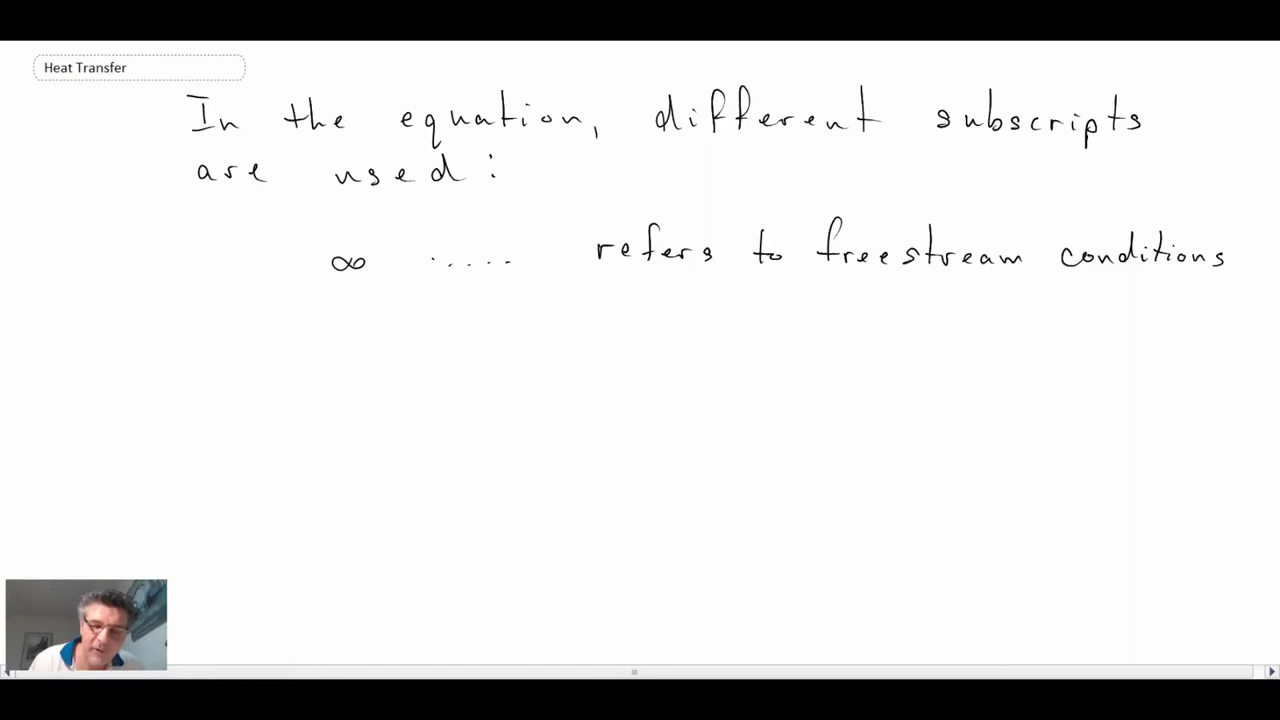 Heat Transfer
In the equation, different subscripts
are used:
∞ ..... refers to freestream conditions